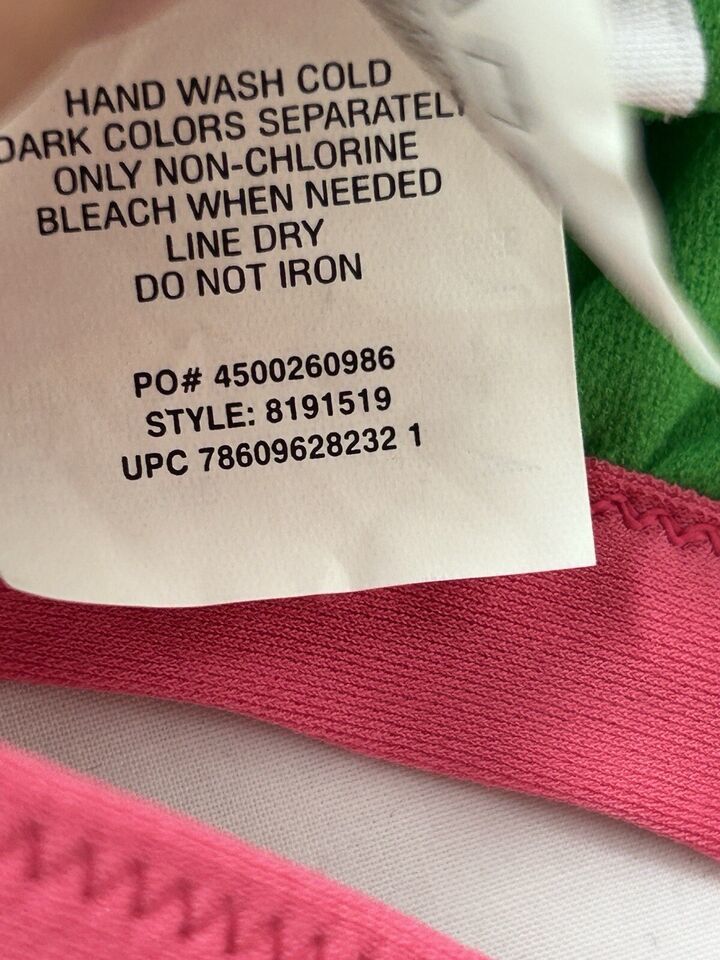 HAND WASH COLD
DARK COLORS SEPARATELY
ONLY NON-CHLORINE
BLEACH WHEN NEEDED
LINE DRY
DO NOT IRON
PO# 4500260986
STYLE: 8191519
UPC 78609628232 1